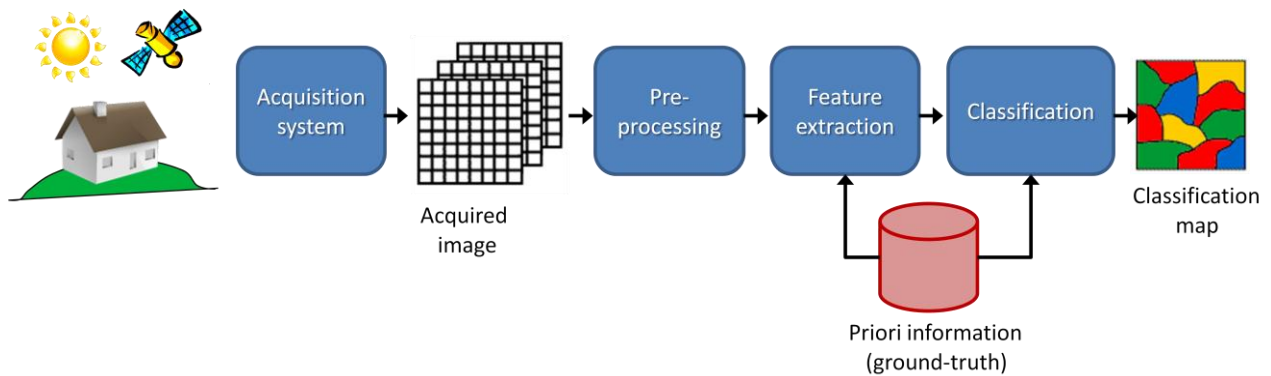 Acquisition
system
Acquired
image
Pre-
processing
Feature
extraction
Classification
Classification
map
Priori information
(ground-truth)